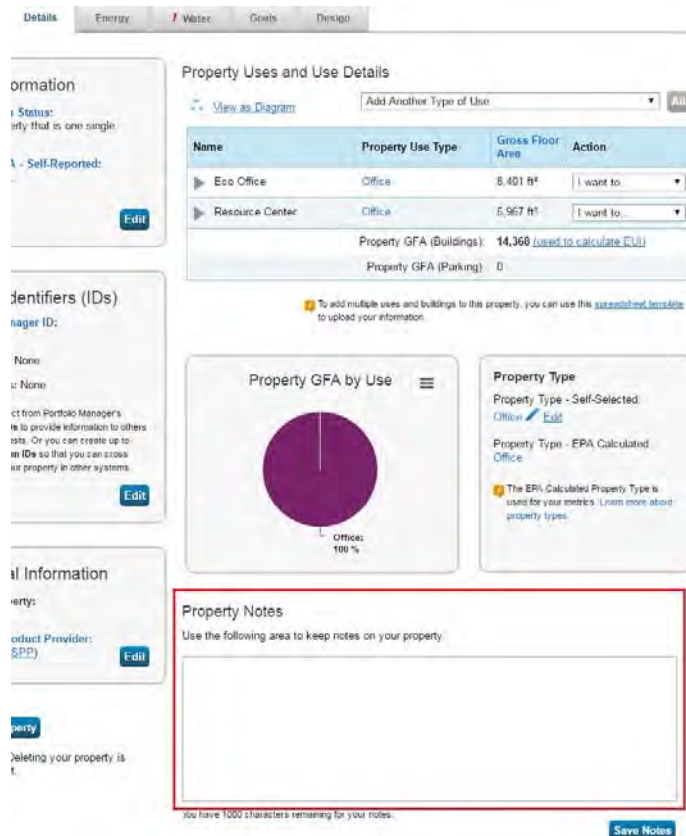 Details Energy ! Water Goals Design
ormation
Status:
erty that is one single
A - Self-Reported:
Edit
dentifiers (IDs)
nager ID:
None
s: None
ct from Portfolio Manager's
Ds to provide information to others
ests. Or you can create up to
m IDs so that you can cross
ur property in other systems
Edit
al Information
erty:
oduct Provider:
SPP)
Edit
perty
Deleting your property is
t.
Property Uses and Use Details
View as Diagram
Add Another Type of Use
Name Property Use Type Gross Floor Area Action
Eco Office Office 8,401 ft² I want to...
Resource Center Office 5,967 ft² I want to...
Property GFA (Buildings): 14,368 (used to calculate EUI)
Property GFA (Parking) 0
To add multiple uses and buildings to this property, you can use this spreadsheet template
to upload your information.
Property GFA by Use
Office:
100 %
Property Type
Property Type - Self-Selected:
Office Edit
Property Type - EPA Calculated
Office
The EPA Calculated Property Type is
used for your metrics. Learn more about
property types.
Property Notes
Use the following area to keep notes on your property.
You have 1000 characters remaining for your notes.
Save Notes